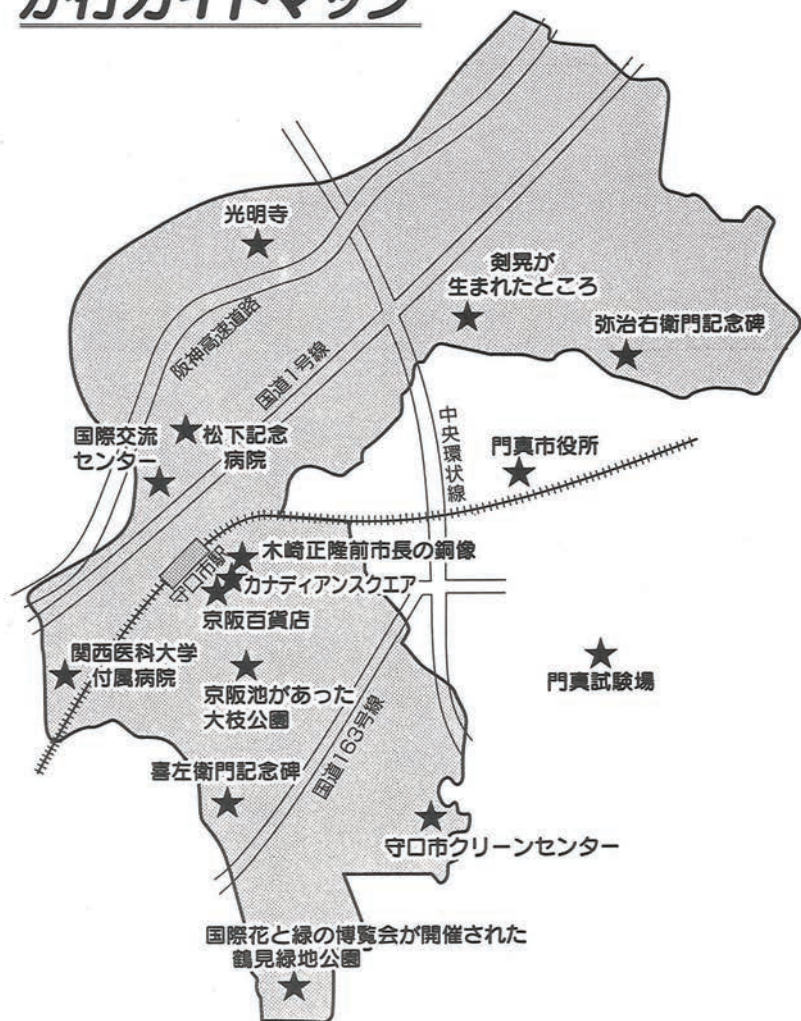 ガイドマップ
光明寺
剣晃が
生まれたところ
弥治右衛門記念碑
阪神高速道路
国道1号線
中央環状線
国際交流
センター
松下記念
病院
門真市役所
守口市駅
木崎正隆前市長の銅像
カナディアンスクエア
京阪百貨店
関西医科大学
付属病院
京阪池があった
大枝公園
門真試験場
国道163号線
喜左衛門記念碑
守口市クリーンセンター
国際花と緑の博覧会が開催された
鶴見緑地公園